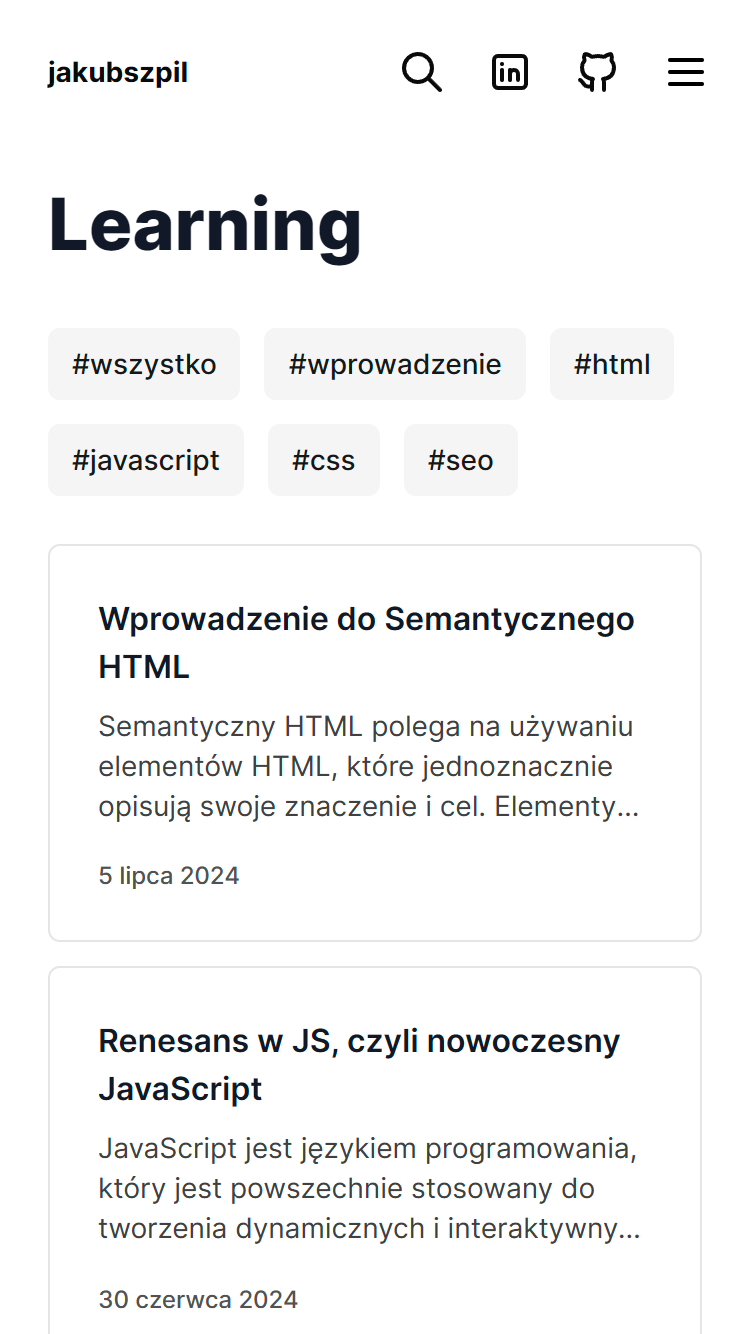 jakubszpil
Learning
#wszystko #wprowadzenie #html
#javascript #css #seo
Wprowadzenie do Semantycznego
HTML
Semantyczny HTML polega na używaniu
elementów HTML, które jednoznacznie
opisują swoje znaczenie i cel. Elementy...
5 lipca 2024
Renesans w JS, czyli nowoczesny
JavaScript
JavaScript jest językiem programowania,
który jest powszechnie stosowany do
tworzenia dynamicznych i interaktywny...
30 czerwca 2024